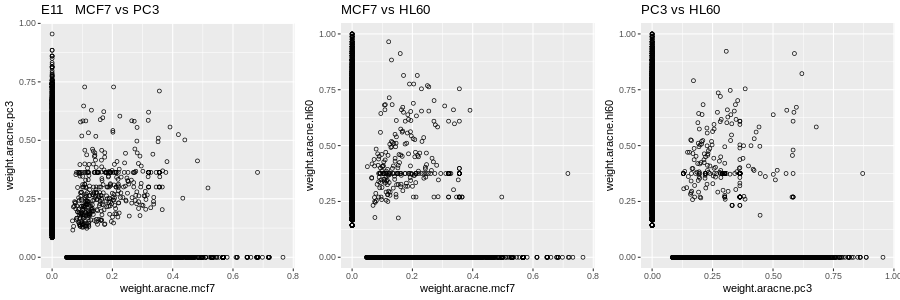 E11 MCF7 vs PC3
MCF7 vs HL60
PC3 vs HL60
weight.aracne.pc3
1.00
0.75
0.50
0.25
0.00
0.0 0.2 0.4 0.6 0.8
weight.aracne.mcf7
weight.aracne.hl60
1.00
0.75
0.50
0.25
0.00
0.0 0.2 0.4 0.6 0.8
weight.aracne.mcf7
weight.aracne.hl60
1.00
0.75
0.50
0.25
0.00
0.00 0.25 0.50 0.75 1.00
weight.aracne.pc3